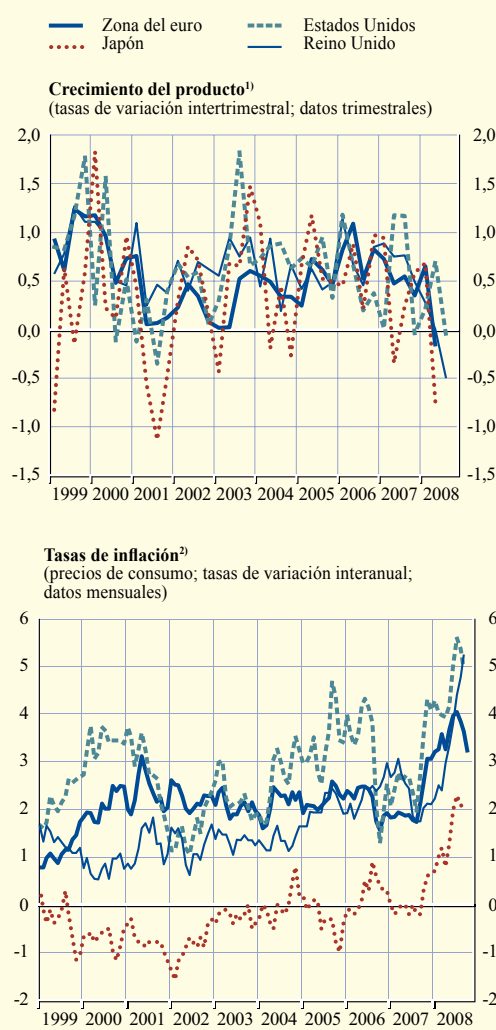 Zona del euro Estados Unidos
Japón Reino Unido
Crecimiento del producto1)
(tasas de variación intertrimestral; datos trimestrales)
2,0 2,0
1,5 1,5
1,0 1,0
0,5 0,5
0,0 0,0
-0,5 -0,5
-1,0 -1,0
-1,5 -1,5
1999 2000 2001 2002 2003 2004 2005 2006 2007 2008
Tasas de inflación2)
(precios de consumo; tasas de variación interanual;
datos mensuales)
6 6
5 5
4 4
3 3
2 2
1 1
0 0
-1 -1
-2 -2
1999 2000 2001 2002 2003 2004 2005 2006 2007 2008